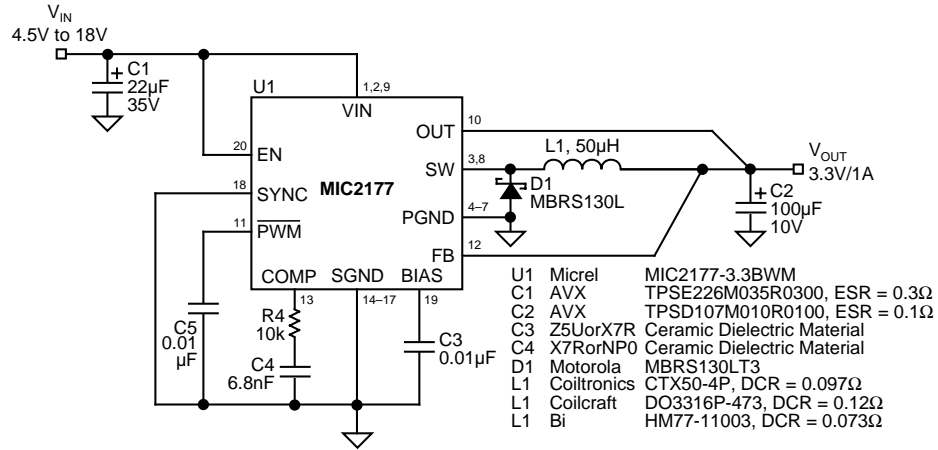 VIN
4.5V to 18V
C1
22µF
35V
U1
1,2,9
VIN
OUT
10
20
EN
SW
3,8
L1, 50µH
VOUT
3.3V/1A
18
SYNC
MIC2177
D1
MBRS130L
C2
100µF
10V
PGND
4–7
11
PWM
FB
12
COMP
SGND
BIAS
13
14–17
19
R4
10k
C5
0.01
µF
C4
6.8nF
C3
0.01µF
U1 Micrel MIC2177-3.3BWM
C1 AVX TPSE226M035R0300, ESR = 0.3Ω
C2 AVX TPSD107M010R0100, ESR = 0.1Ω
C3 Z5UorX7R Ceramic Dielectric Material
C4 X7RorNP0 Ceramic Dielectric Material
D1 Motorola MBRS130LT3
L1 Coiltronics CTX50-4P, DCR = 0.097Ω
L1 Coilcraft DO3316P-473, DCR = 0.12Ω
L1 Bi HM77-11003, DCR = 0.073Ω